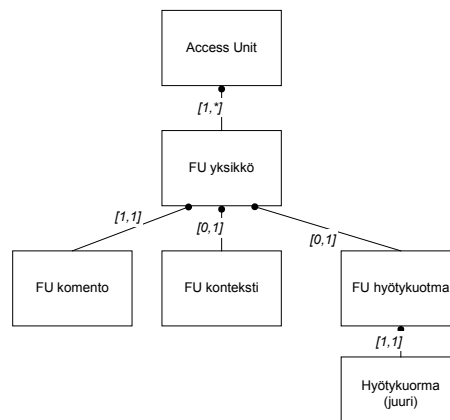 Access Unit
[1,*]
FU yksikkö
[1,1]
[0,1]
[0,1]
FU komento
FU konteksti
FU hyötykuotma
[1,1]
Hyötykuorma
(juuri)